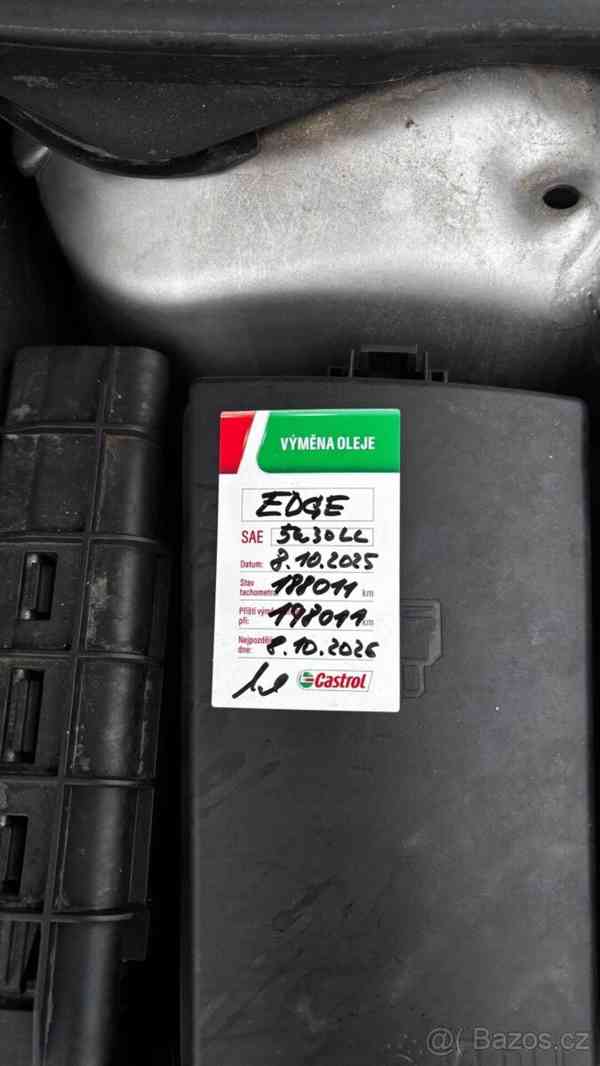 VÝMĚNA OLEJE
EDGE
SAE 5W30LL
Datum: 8.10.2025
Stav
tachometru 188011 km
Příští
při: 198011 km
Nejpozději
dne: 8.10.2026
Castrol
@( Bazos.cz